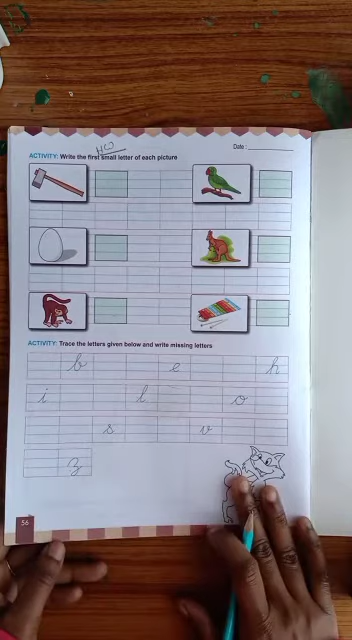 HW
Date :
ACTIVITY: Write the first small letter of each picture
ACTIVITY: Trace the letters given below and write missing letters
b e h
i l o
s v
z
56